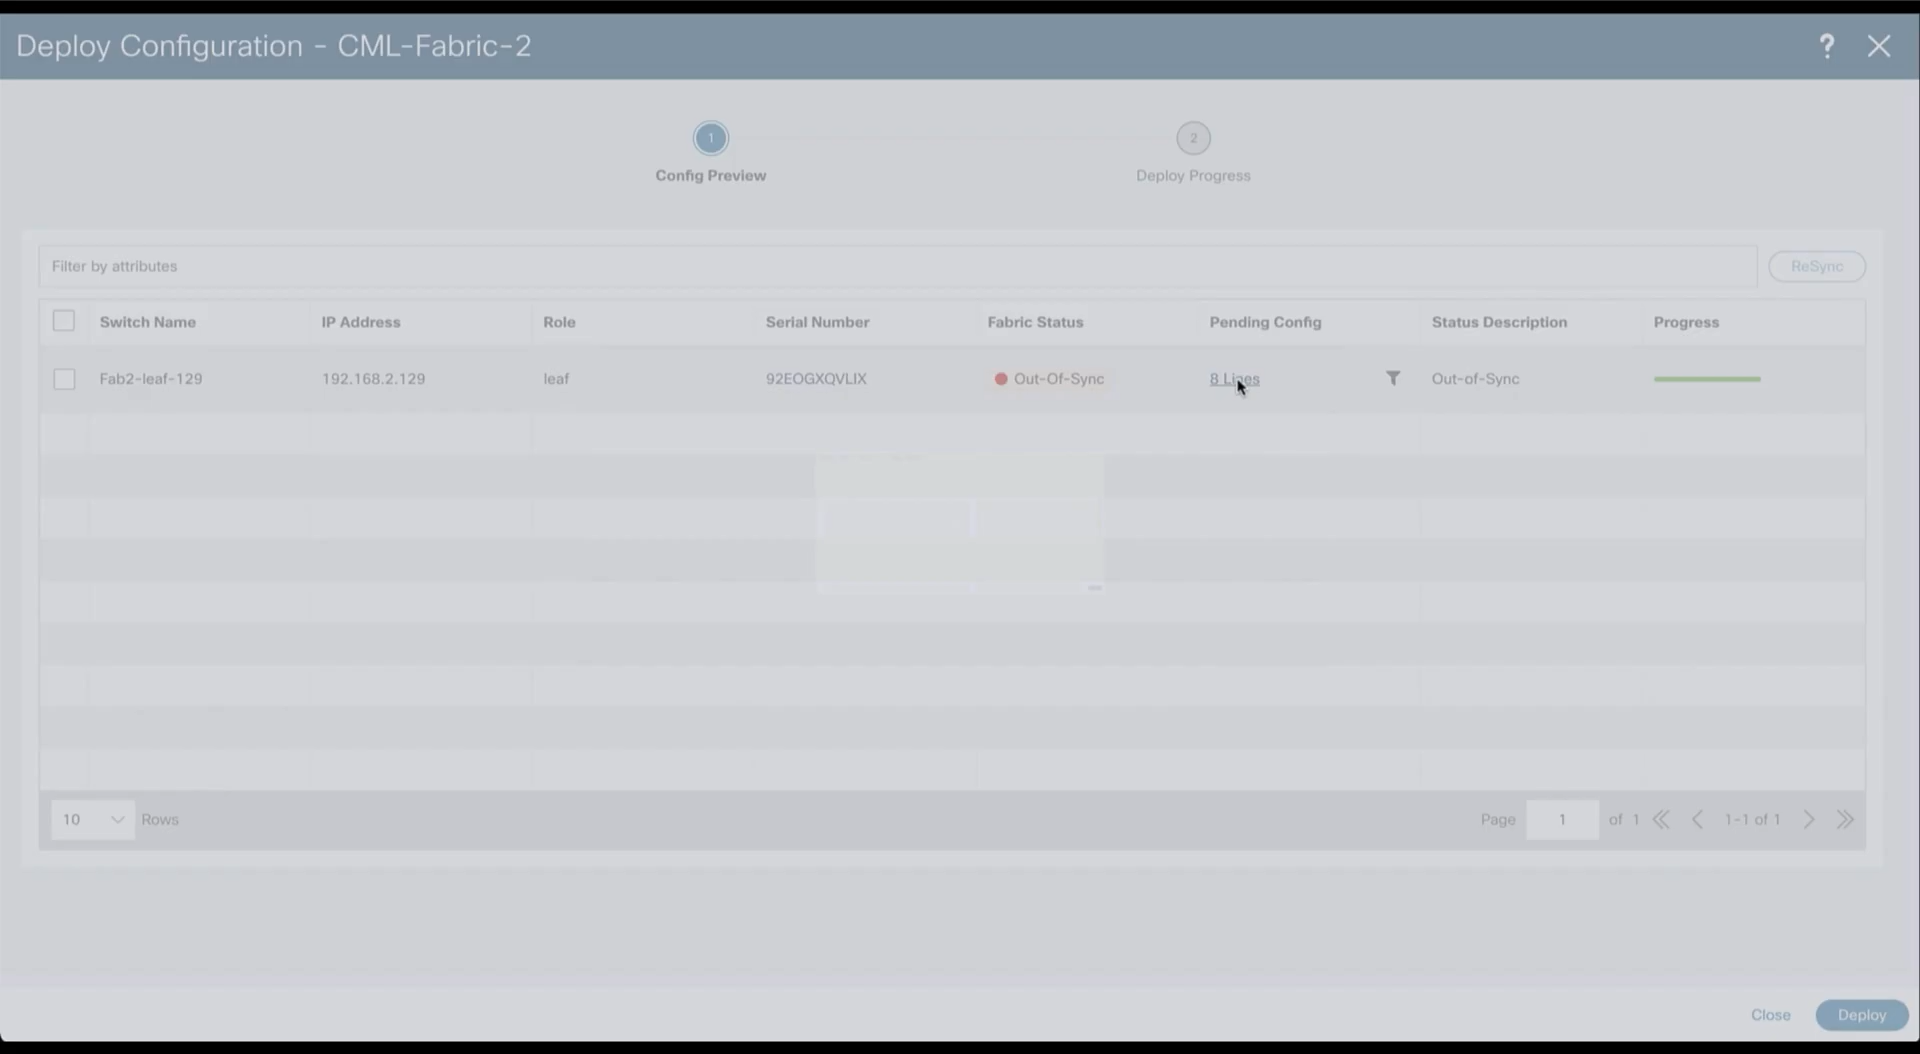 Deploy Configuration - CML-Fabric-2
?
1
2
Config Preview
Deploy Progress
Filter by attributes
ReSync
Switch Name IP Address Role Serial Number Fabric Status Pending Config Status Description Progress
Fab2-leaf-129 192.168.2.129 leaf 92EOGXQVLIX Out-Of-Sync 8 Lines Out-of-Sync
10 Rows Page 1 of 1 1-1 of 1
Close Deploy